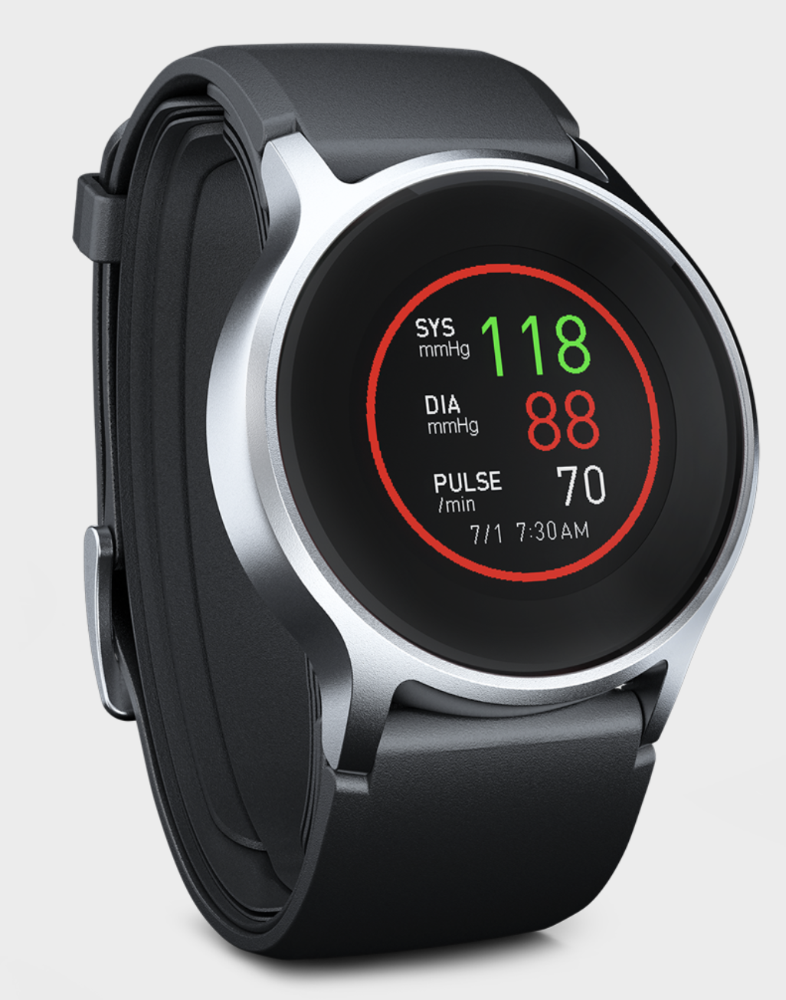 SYS 118
mmHg
DIA 88
mmHg
PULSE 70
/min
7/1 7:30AM